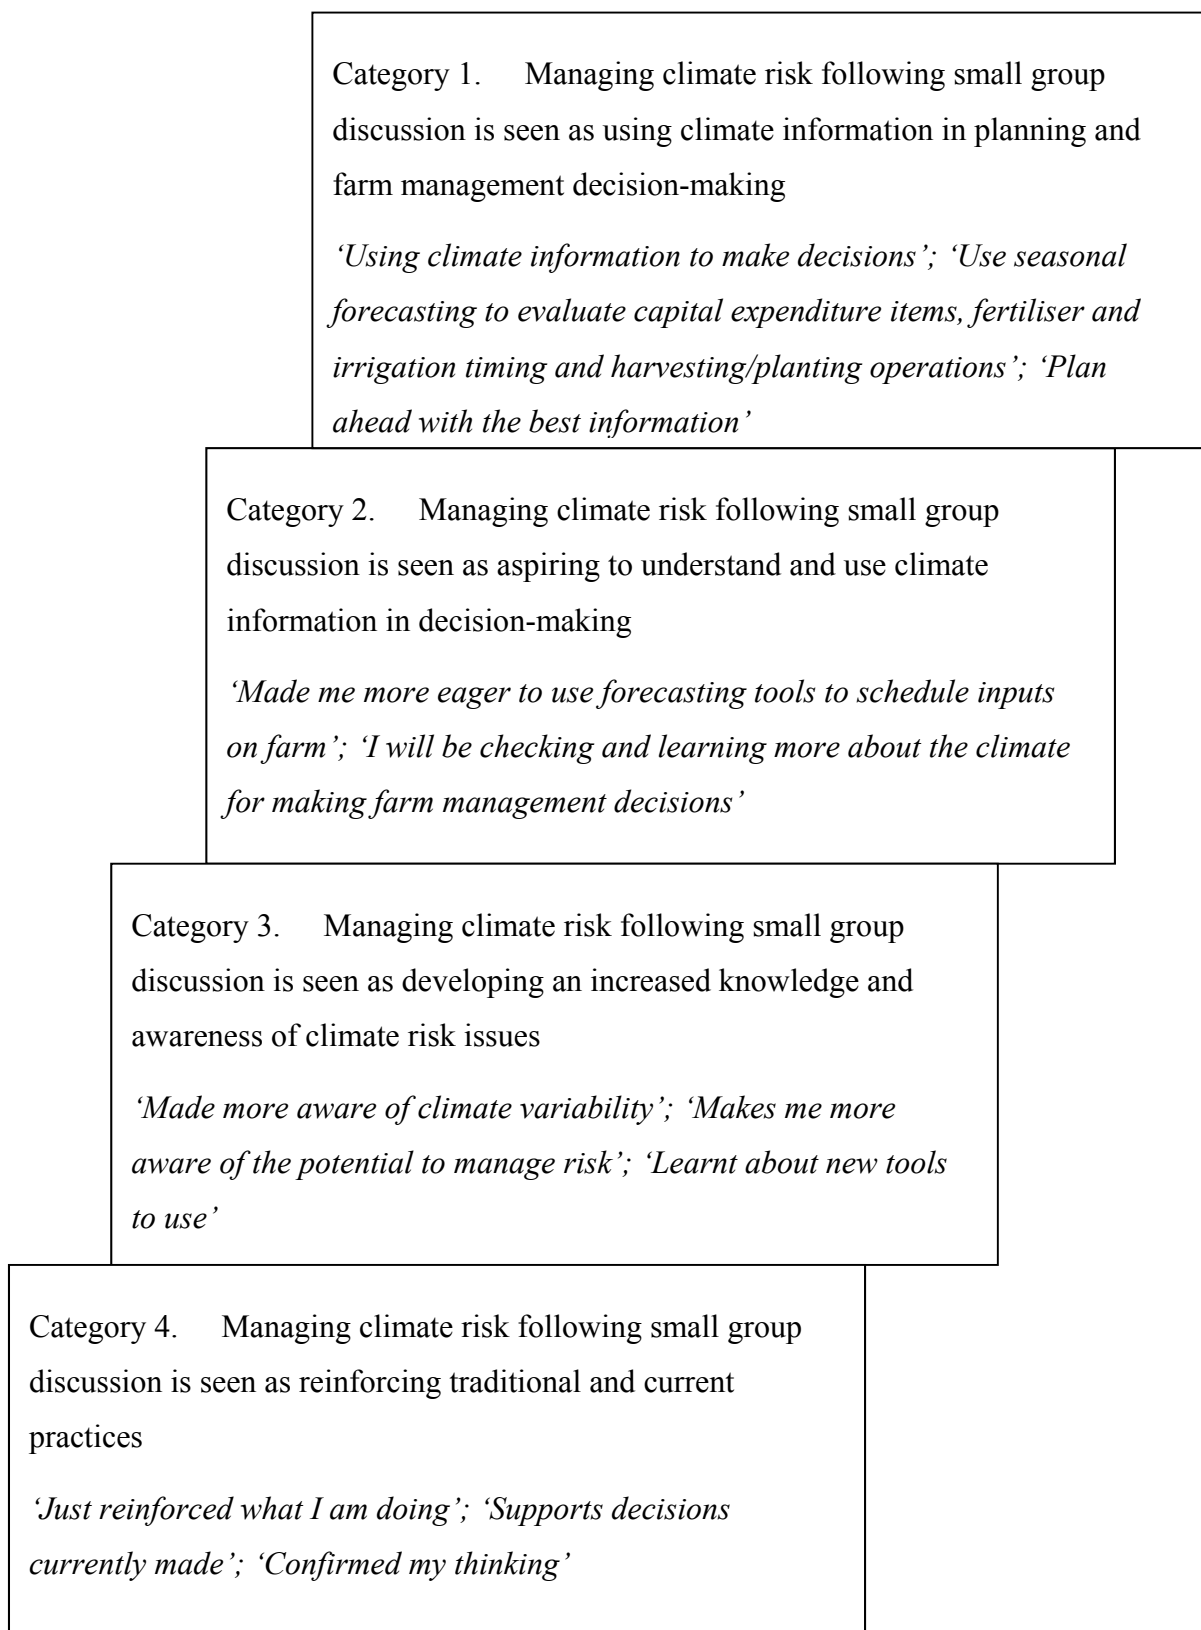 Category 1. Managing climate risk following small group
discussion is seen as using climate information in planning and
farm management decision-making
‘Using climate information to make decisions’; ‘Use seasonal
forecasting to evaluate capital expenditure items, fertiliser and
irrigation timing and harvesting/planting operations’; ‘Plan
ahead with the best information’
Category 2. Managing climate risk following small group
discussion is seen as aspiring to understand and use climate
information in decision-making
‘Made me more eager to use forecasting tools to schedule inputs
on farm’; ‘I will be checking and learning more about the climate
for making farm management decisions’
Category 3. Managing climate risk following small group
discussion is seen as developing an increased knowledge and
awareness of climate risk issues
‘Made more aware of climate variability’; ‘Makes me more
aware of the potential to manage risk’; ‘Learnt about new tools
to use’
Category 4. Managing climate risk following small group
discussion is seen as reinforcing traditional and current
practices
‘Just reinforced what I am doing’; ‘Supports decisions
currently made’; ‘Confirmed my thinking’